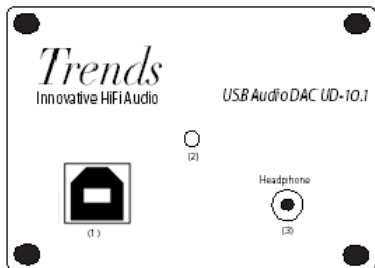 Trends
Innovative HiFi Audio
USB Audio DAC UD-10.1
(2)
Headphone
(1)
(3)